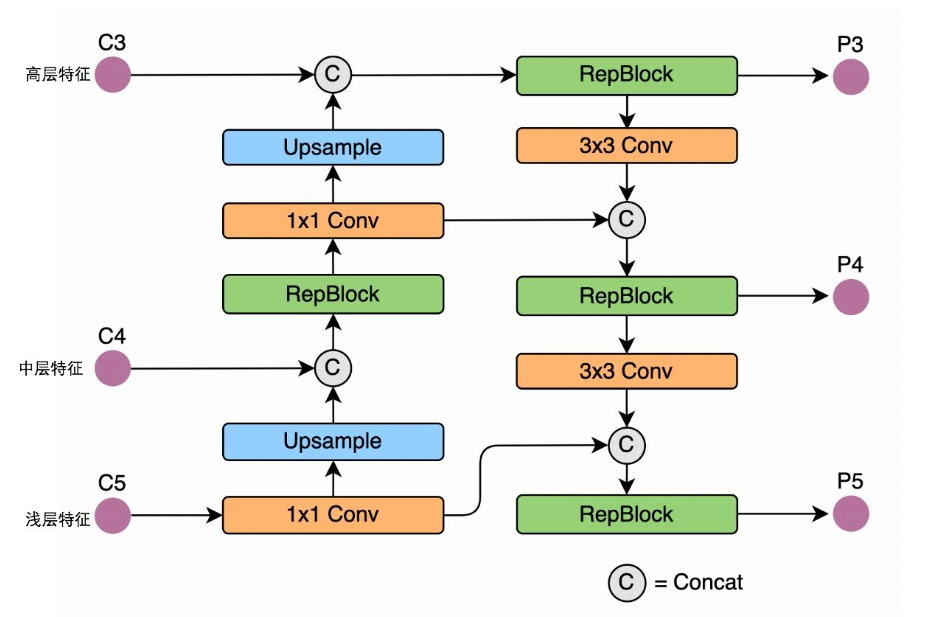 C3
P3
高层特征
C
RepBlock
Upsample
3x3 Conv
1x1 Conv
C
P4
RepBlock
RepBlock
C4
中层特征
C
3x3 Conv
Upsample
C
C5
P5
浅层特征
1x1 Conv
RepBlock
C = Concat